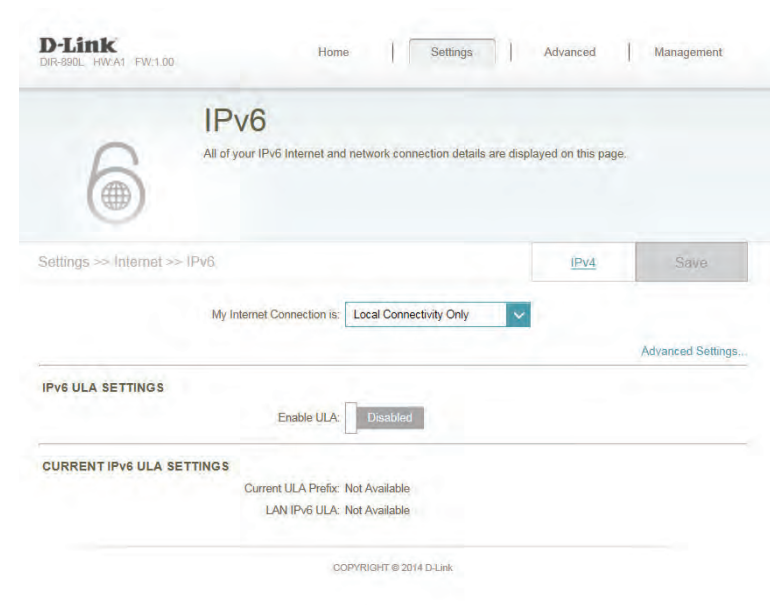 D-Link
DIR-890L HW:A1 FW:1.00
Home | Settings | Advanced | Management
IPv6
All of your IPv6 Internet and network connection details are displayed on this page.
Settings >> Internet >> IPv6
IPv4
Save
My Internet Connection is: Local Connectivity Only
Advanced Settings...
IPv6 ULA SETTINGS
Enable ULA: Disabled
CURRENT IPv6 ULA SETTINGS
Current ULA Prefix: Not Available
LAN IPv6 ULA: Not Available
COPYRIGHT © 2014 D-Link